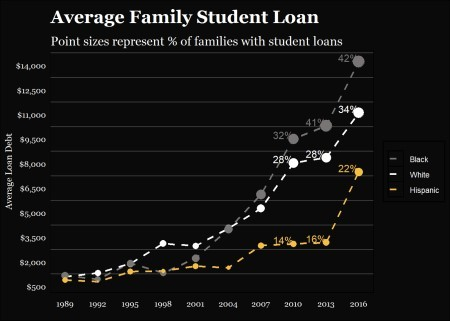 Average Family Student Loan
Point sizes represent % of families with student loans
Average Loan Debt
$14,000
$12,500
$11,000
$9,500
$8,000
$6,500
$5,000
$3,500
$2,000
$500
42%
41%
32%
34%
28%
28%
22%
14%
16%
Black
White
Hispanic
1989 1992 1995 1998 2001 2004 2007 2010 2013 2016